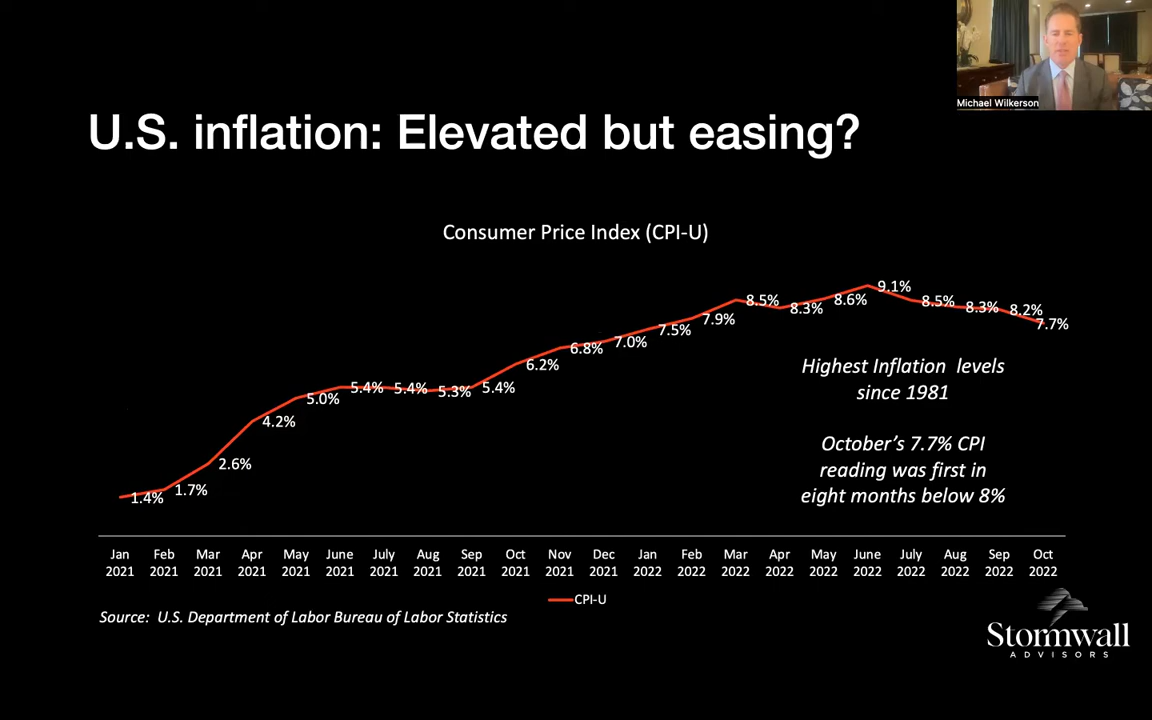 Michael Wilkerson
U.S. inflation: Elevated but easing?
Consumer Price Index (CPI-U)
1.4%
1.7%
2.6%
4.2%
5.0%
5.4%
5.4%
5.3%
5.4%
6.2%
6.8%
7.0%
7.5%
7.9%
8.5%
8.3%
8.6%
9.1%
8.5%
8.3%
8.2%
7.7%
Highest Inflation levels
since 1981
October’s 7.7% CPI
reading was first in
eight months below 8%
Jan Feb Mar Apr May June July Aug Sep Oct Nov Dec Jan Feb Mar Apr May June July Aug Sep Oct
2021 2021 2021 2021 2021 2021 2021 2021 2021 2021 2021 2021 2022 2022 2022 2022 2022 2022 2022 2022 2022 2022
CPI-U
Source: U.S. Department of Labor Bureau of Labor Statistics
Stormwall
ADVISORS